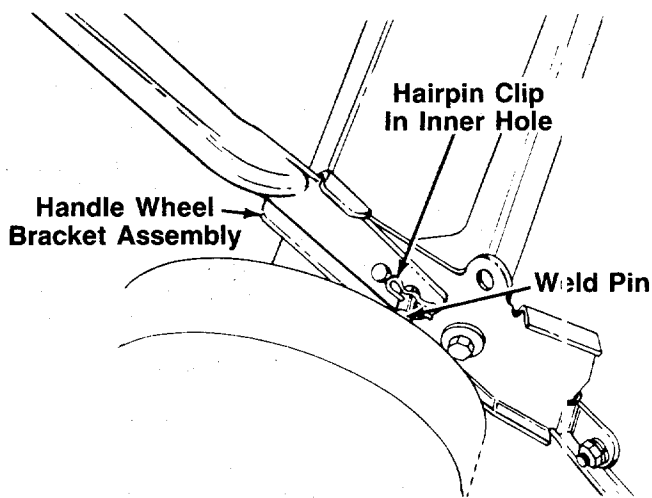 Hairpin Clip
In Inner Hole
Handle Wheel
Bracket Assembly
Weld Pin